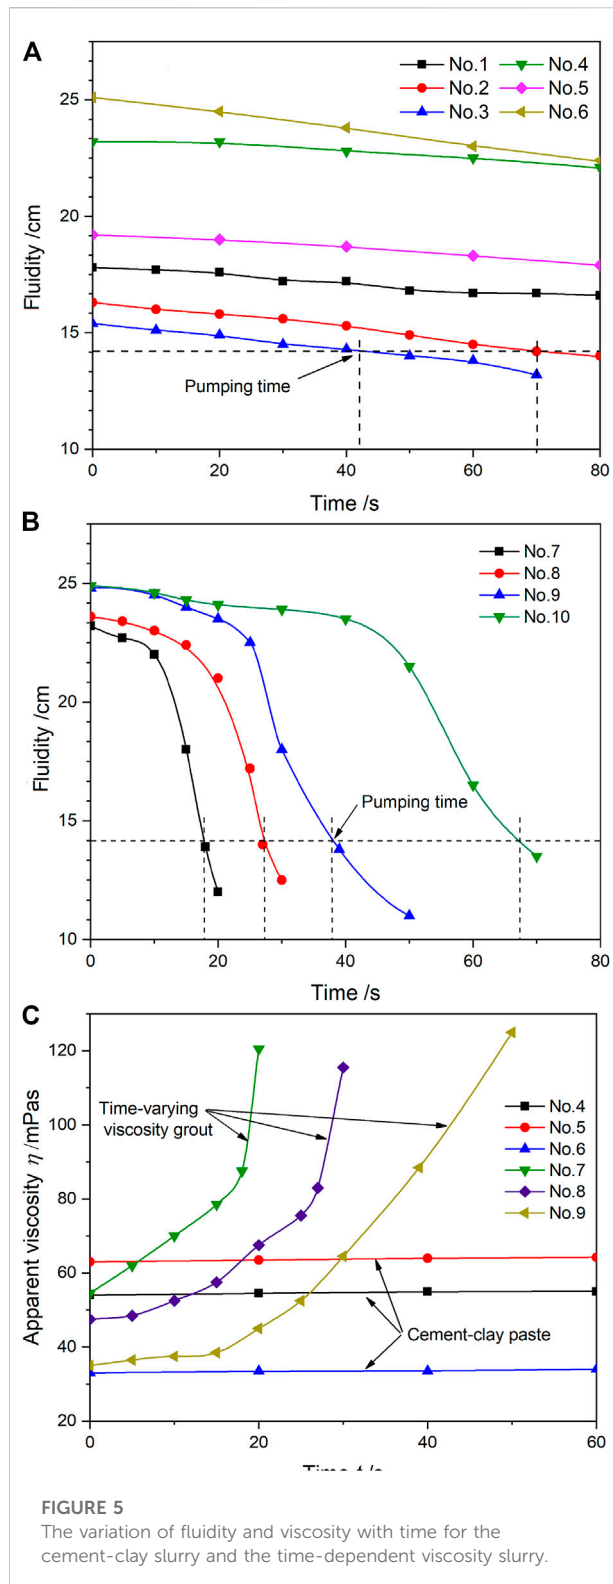 A
No.1
No.2
No.3
No.4
No.5
No.6
25
20
15
10
Fluidity /cm
Pumping time
0
20
40
60
80
Time /s
B
No.7
No.8
No.9
No.10
25
20
15
10
Fluidity /cm
Pumping time
0
20
40
60
80
Time /s
C
120
100
80
60
40
20
Apparent viscosity η /mPas
Time-varying
viscosity grout
No.4
No.5
No.6
No.7
No.8
No.9
Cement-clay paste
0
20
40
60
Time t /s
FIGURE 5
The variation of fluidity and viscosity with time for the
cement-clay slurry and the time-dependent viscosity slurry.